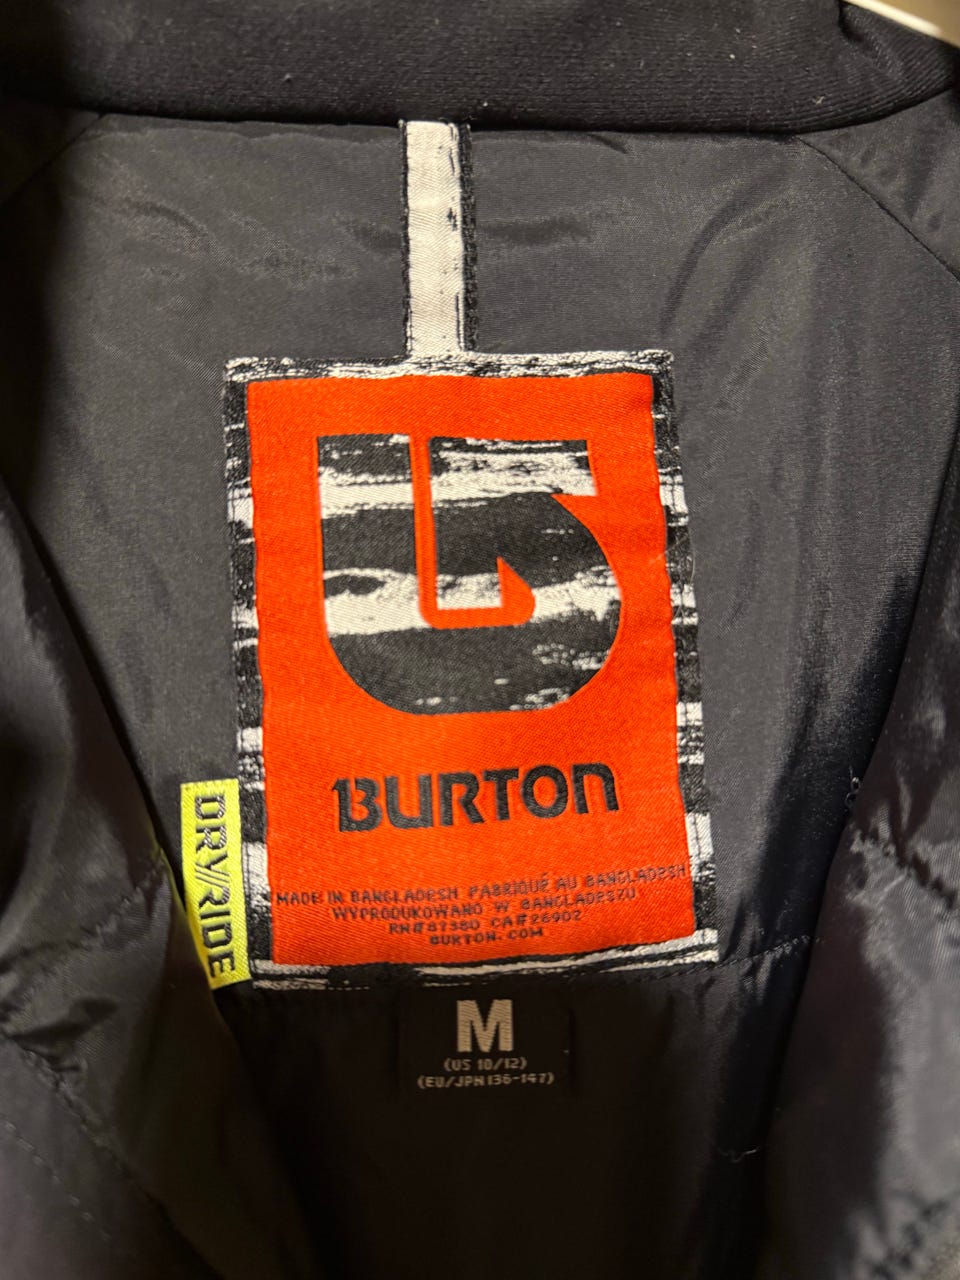 BURTON
MADE IN BANGLADESH FABRIQUÉ AU BANGLADESH
WYPRODUKOWANO W BANGLADESZU
RN#87380 CA#26902
BURTON.COM
DRY//RIDE
M
(US 10/12)
(EU/JPN 136-147)